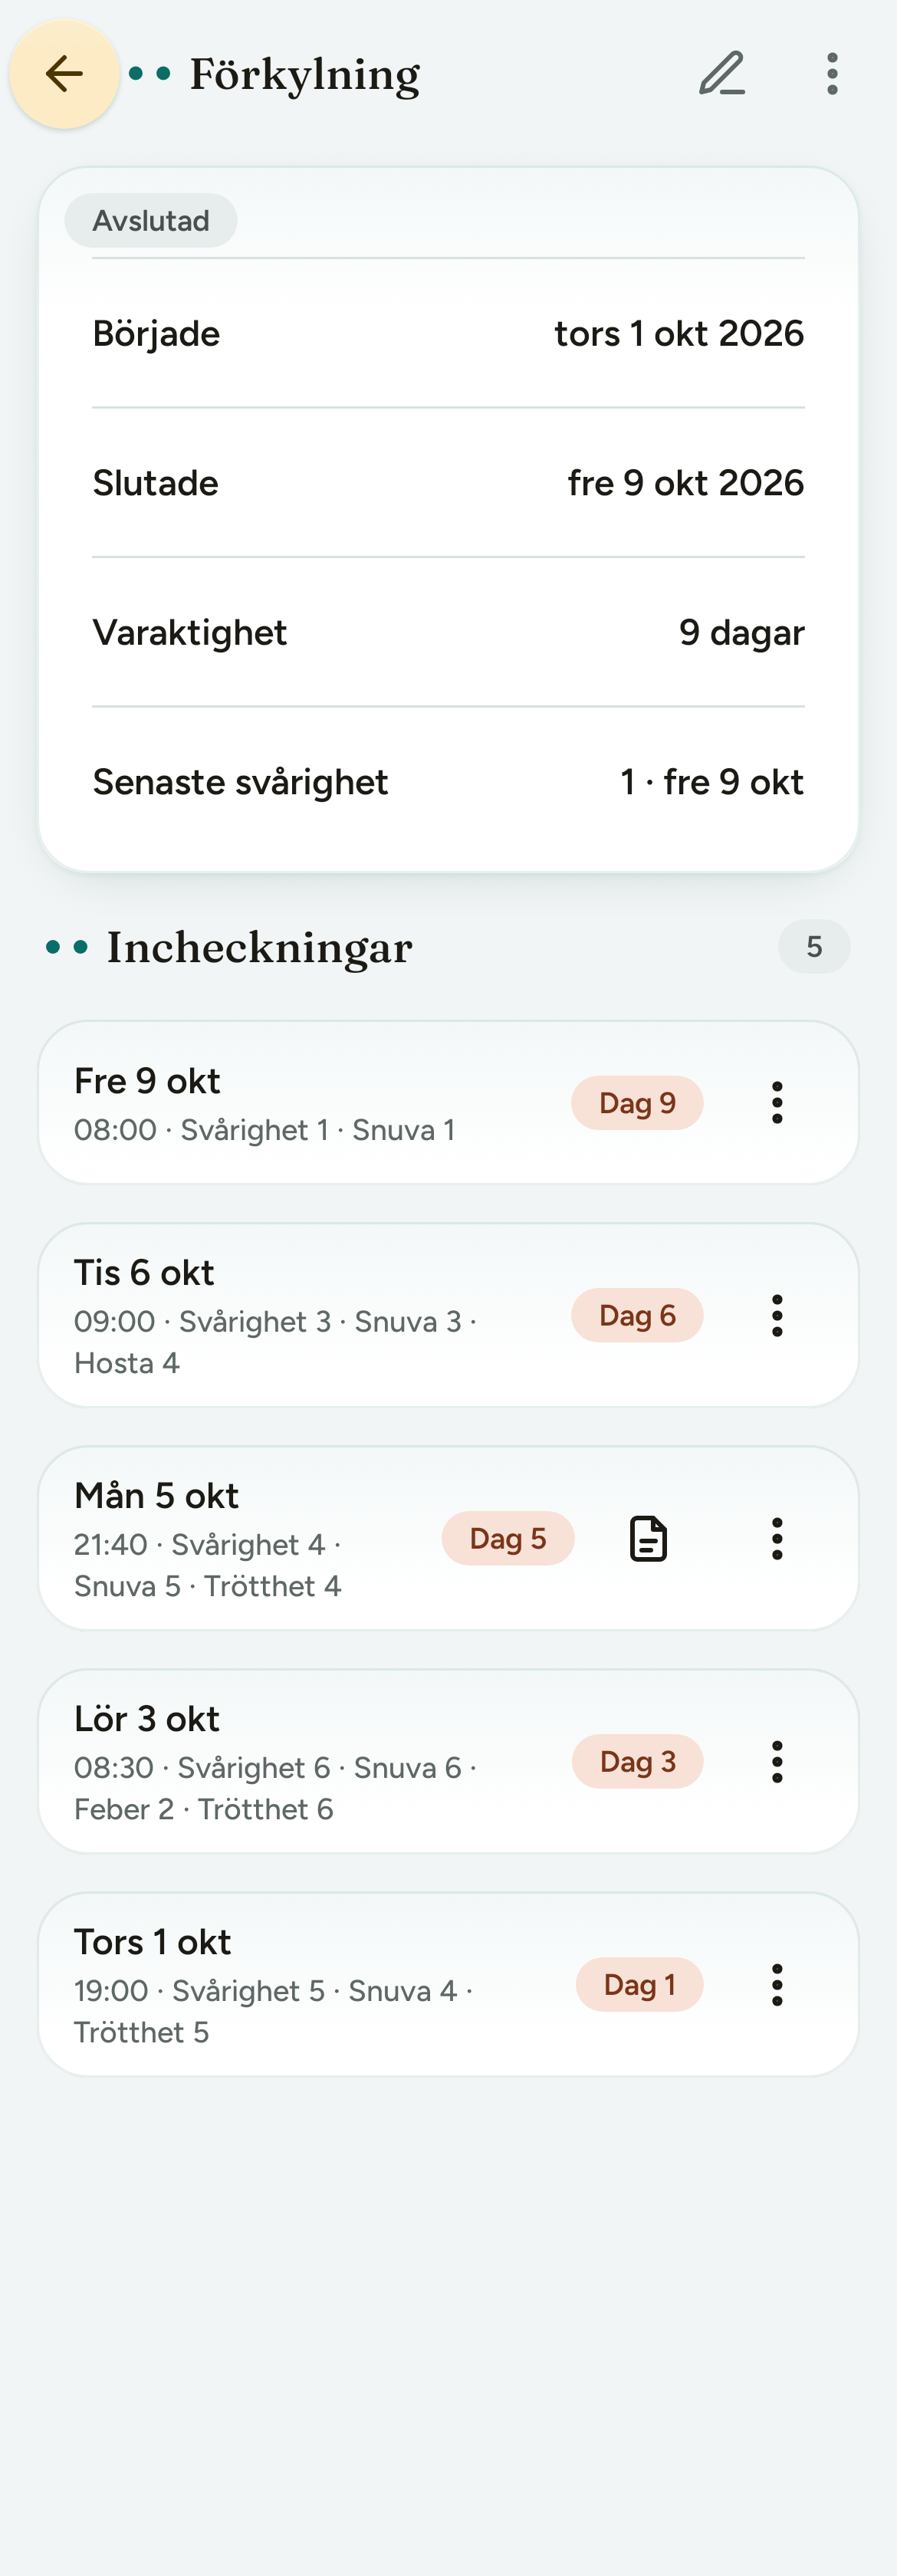 Förkylning
Avslutad
Började tors 1 okt 2026
Slutade fre 9 okt 2026
Varaktighet 9 dagar
Senaste svårighet 1 · fre 9 okt
Incheckningar 5
Fre 9 okt
08:00 · Svårighet 1 · Snuva 1
Dag 9
Tis 6 okt
09:00 · Svårighet 3 · Snuva 3 ·
Hosta 4
Dag 6
Mån 5 okt
21:40 · Svårighet 4 ·
Snuva 5 · Trötthet 4
Dag 5
Lör 3 okt
08:30 · Svårighet 6 · Snuva 6 ·
Feber 2 · Trötthet 6
Dag 3
Tors 1 okt
19:00 · Svårighet 5 · Snuva 4 ·
Trötthet 5
Dag 1